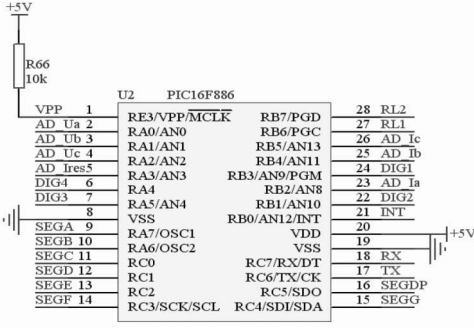 +5V
R66
10k
U2 PIC16F886
VPP 1 RE3/VPP/MCLK RB7/PGD 28 RL2
AD_Ua 2 RA0/AN0 RB6/PGC 27 RL1
AD_Ub 3 RA1/AN1 RB5/AN13 26 AD_Ic
AD_Uc 4 RA2/AN2 RB4/AN11 25 AD_Ib
AD_Ires 5 RA3/AN3 RB3/AN9/PGM 24 DIG1
DIG4 6 RA4 RB2/AN8 23 AD_Ia
DIG3 7 RA5/AN4 RB1/AN10 22 DIG2
8 VSS RB0/AN12/INT 21 INT
SEGA 9 RA7/OSC1 VDD 20 +5V
SEGB 10 RA6/OSC2 VSS 19
SEGC 11 RC0 RC7/RX/DT 18 RX
SEGD 12 RC1 RC6/TX/CK 17 TX
SEGE 13 RC2 RC5/SDO 16 SEGDP
SEGF 14 RC3/SCK/SCL RC4/SDI/SDA 15 SEGG